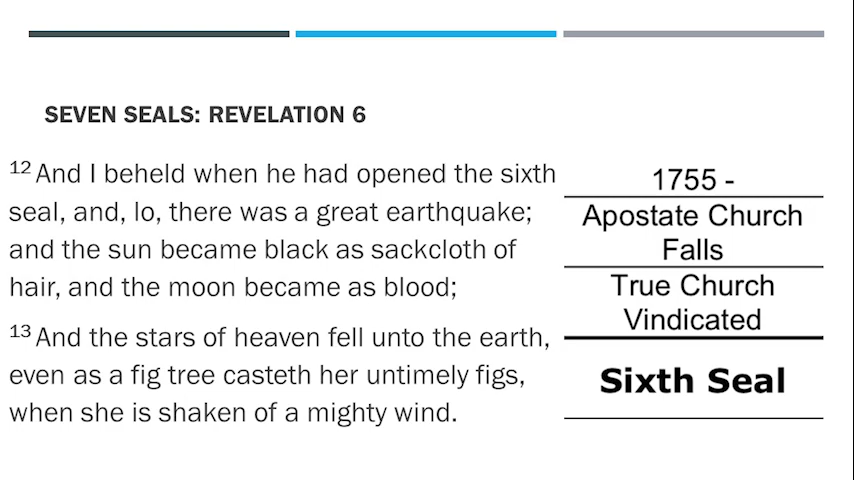 SEVEN SEALS: REVELATION 6
12 And I beheld when he had opened the sixth
seal, and, lo, there was a great earthquake;
and the sun became black as sackcloth of
hair, and the moon became as blood;
13 And the stars of heaven fell unto the earth,
even as a fig tree casteth her untimely figs,
when she is shaken of a mighty wind.
1755 -
Apostate Church
Falls
True Church
Vindicated
Sixth Seal